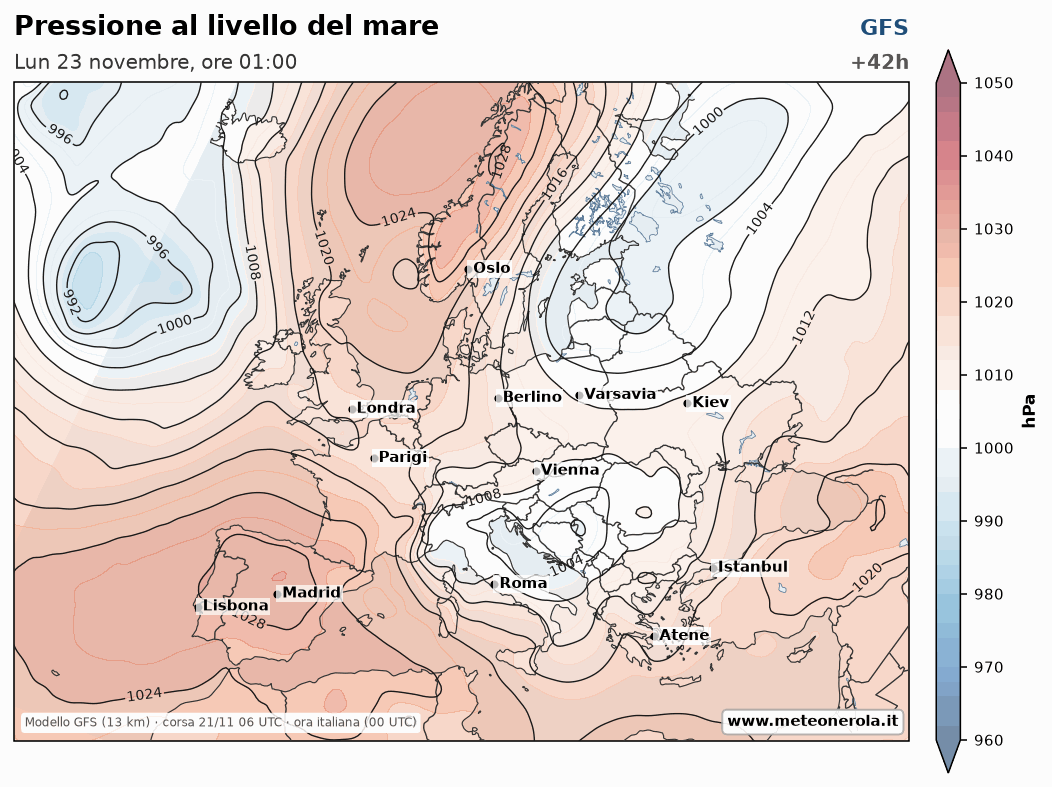 Pressione al livello del mare
GFS
Lun 23 novembre, ore 01:00
+42h
1050
1040
1030
1020
1010
1000
990
980
970
960
hPa
996
1000
1028
1016
1024
1004
1020
996
1008
992
1000
1012
Oslo
Berlino
Varsavia
Kiev
Londra
Parigi
Vienna
1008
1004
Roma
Istanbul
1020
Madrid
Lisbona
1028
Atene
1024
Modello GFS (13 km) · corsa 21/11 06 UTC · ora italiana (00 UTC)
www.meteonerola.it